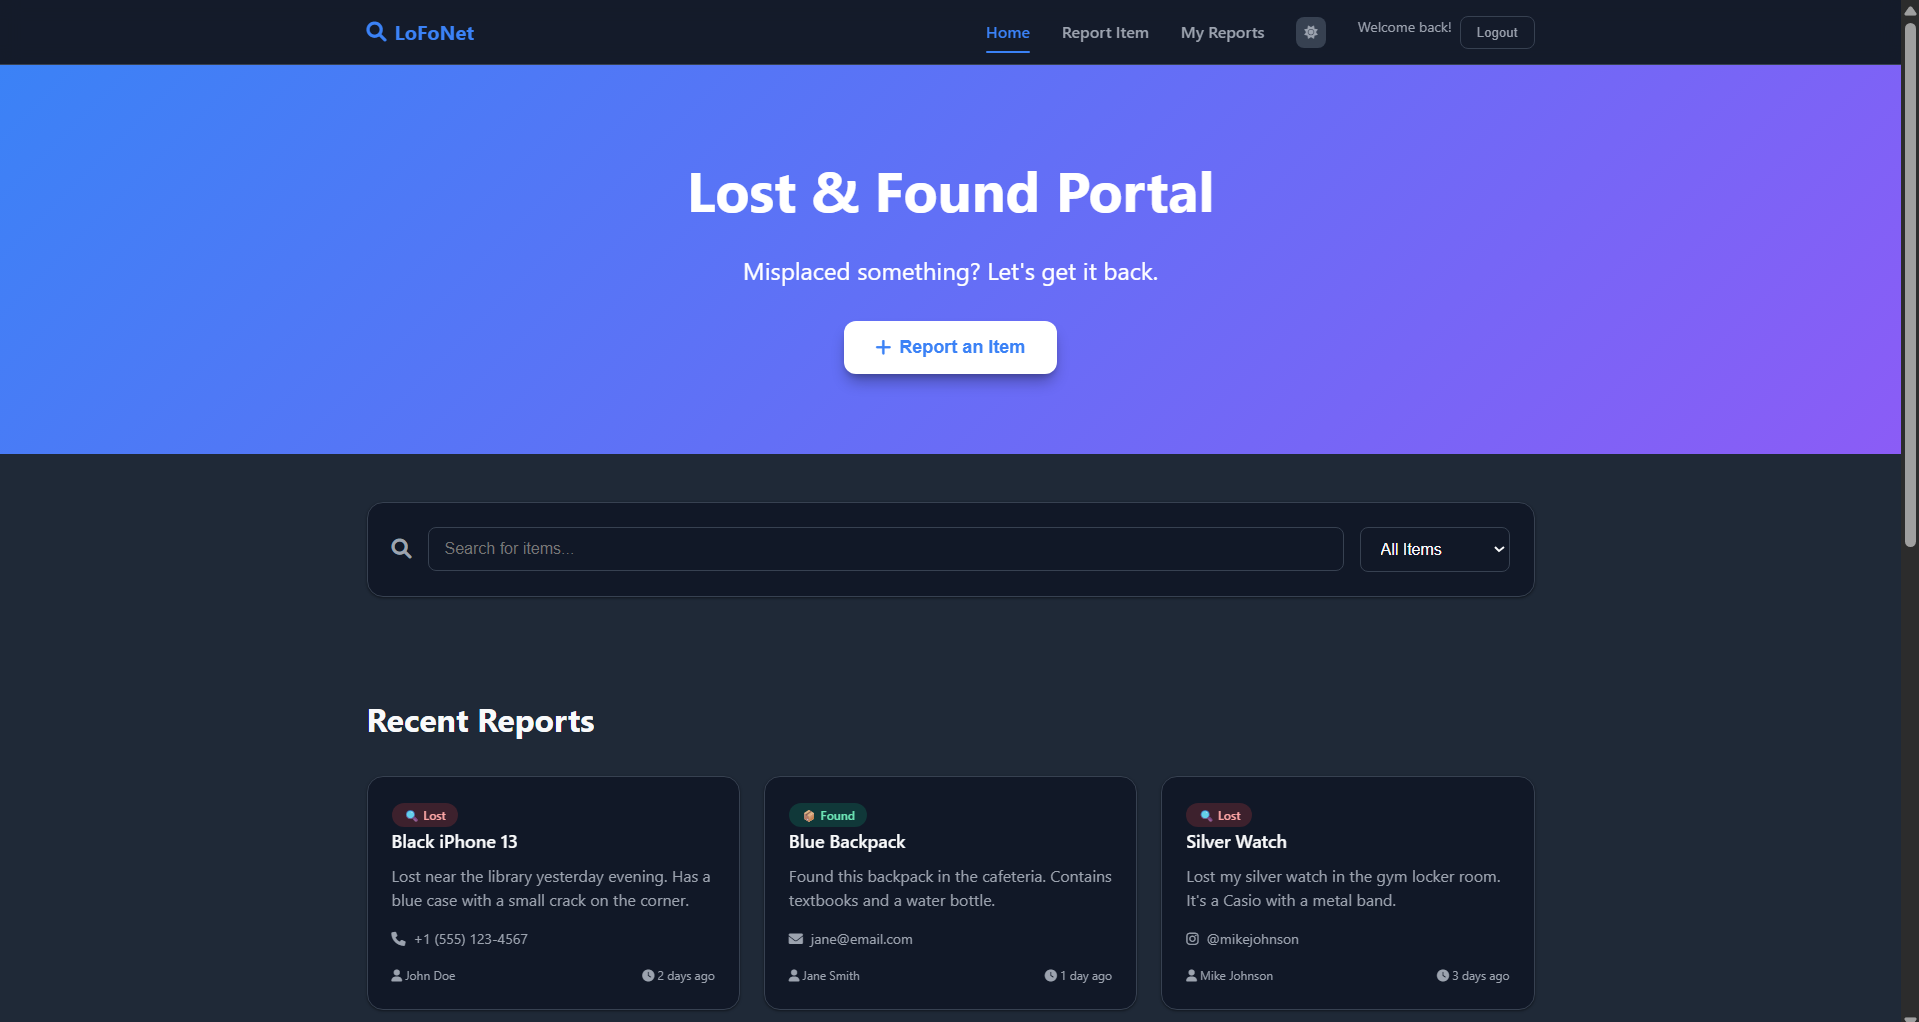 LoFoNet
Home
Report Item
My Reports
Welcome back!
Logout
Lost & Found Portal
Misplaced something? Let's get it back.
Report an Item
Search for items...
All Items
Recent Reports
Lost
Black iPhone 13
Lost near the library yesterday evening. Has a
blue case with a small crack on the corner.
+1 (555) 123-4567
John Doe
2 days ago
Found
Blue Backpack
Found this backpack in the cafeteria. Contains
textbooks and a water bottle.
jane@email.com
Jane Smith
1 day ago
Lost
Silver Watch
Lost my silver watch in the gym locker room.
It's a Casio with a metal band.
@mikejohnson
Mike Johnson
3 days ago